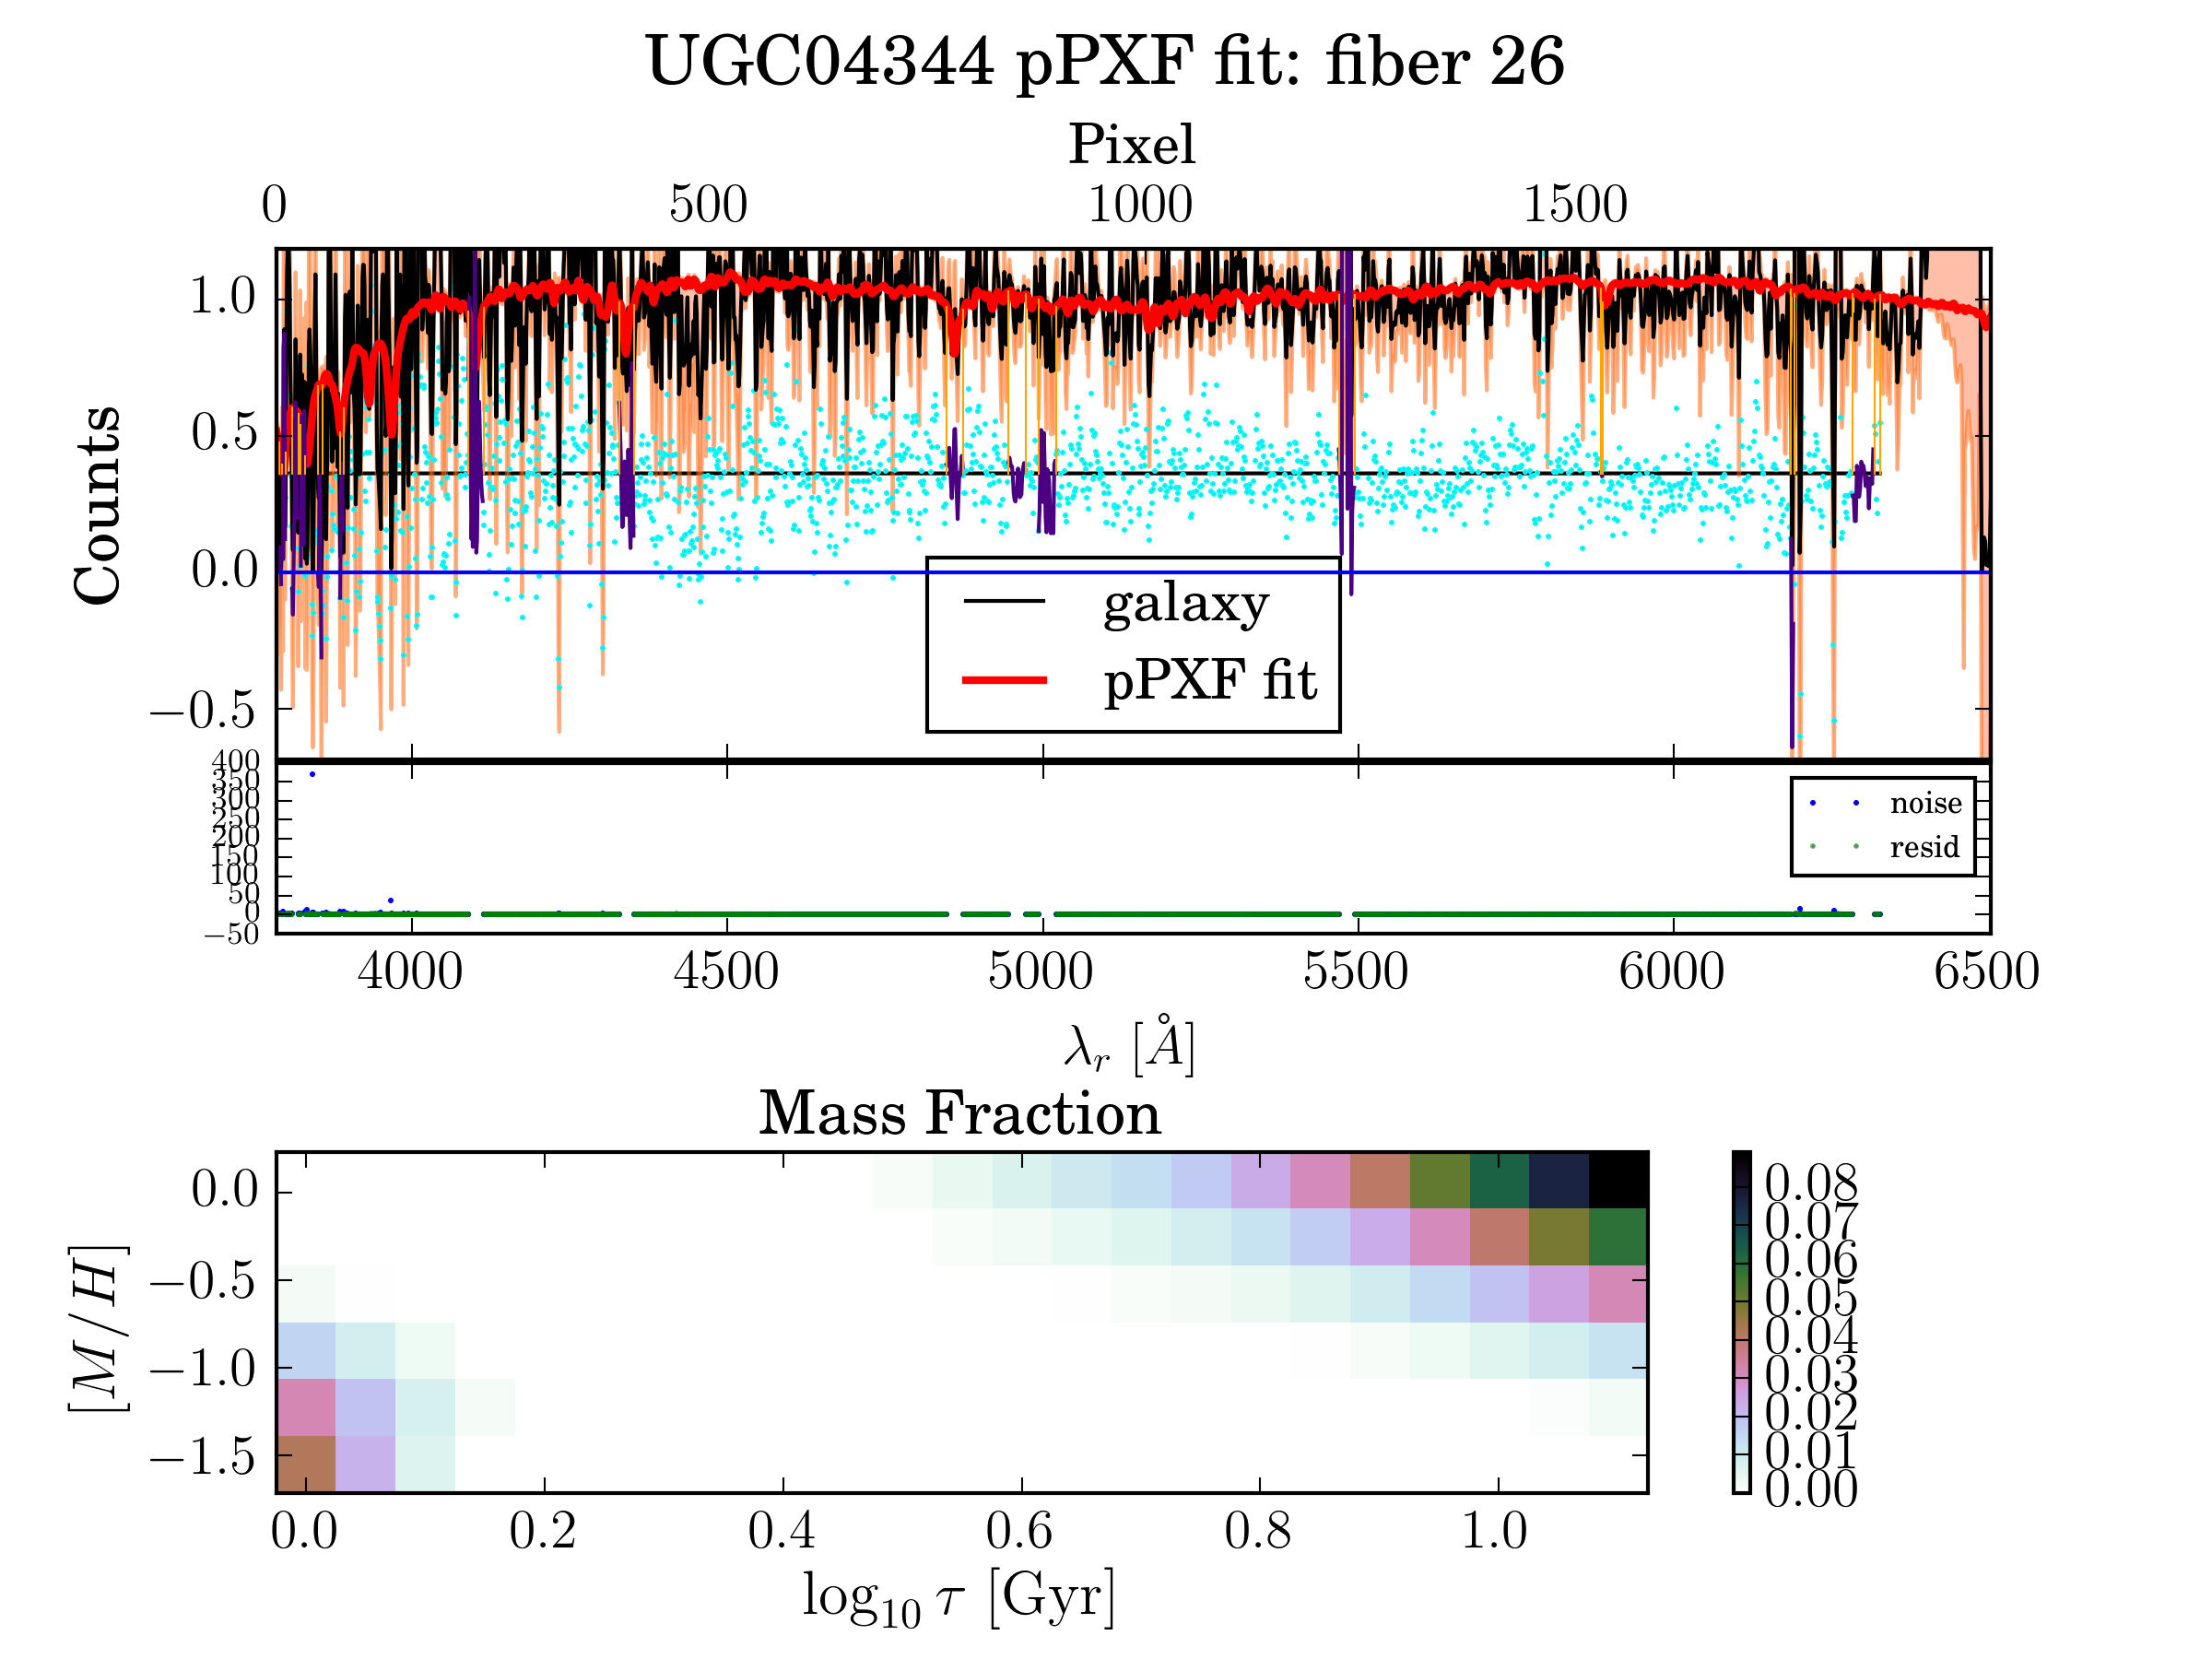 UGC04344 pPXF fit: fiber 26
Pixel
0 500 1000 1500
Counts
1.0
0.5
0.0
−0.5
galaxy
pPXF fit
400
350
300
250
200
150
100
50
0
−50
noise
resid
4000 4500 5000 5500 6000 6500
λr [Å]
Mass Fraction
[M/H]
0.0
−0.5
−1.0
−1.5
0.0 0.2 0.4 0.6 0.8 1.0
log10 τ [Gyr]
0.08
0.07
0.06
0.05
0.04
0.03
0.02
0.01
0.00